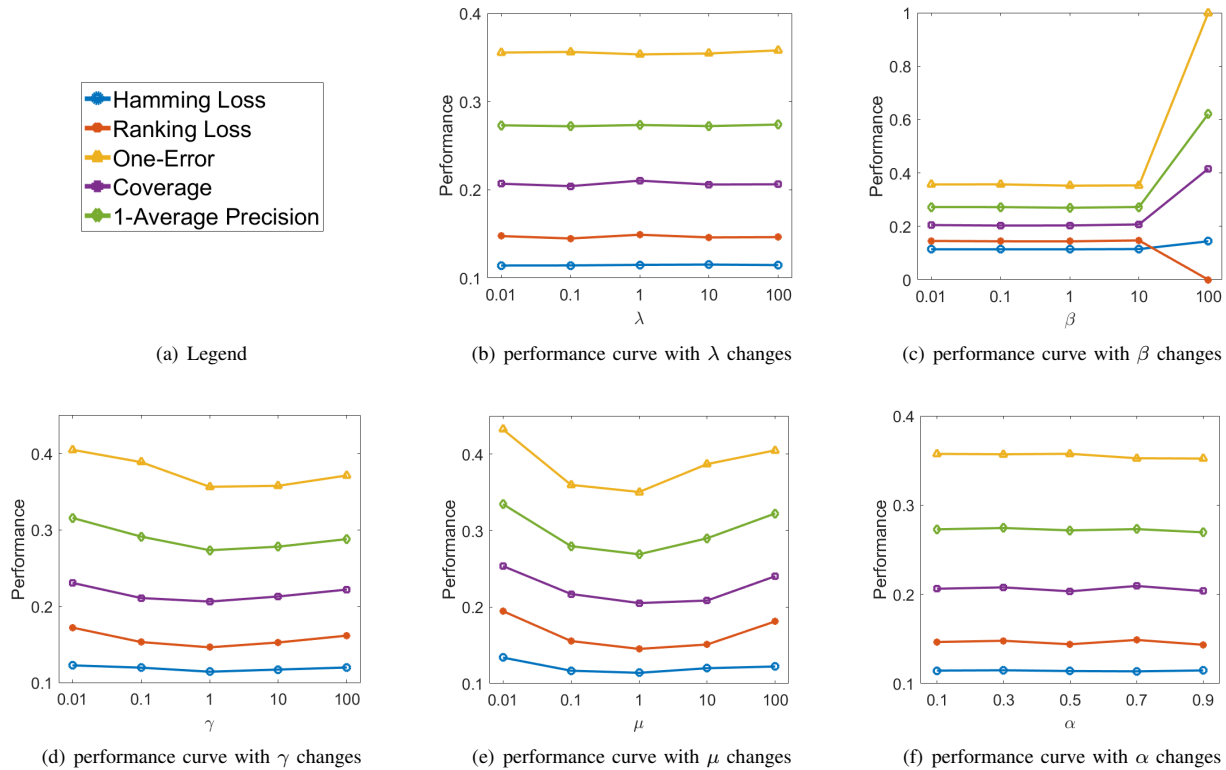 Hamming Loss
Ranking Loss
One-Error
Coverage
1-Average Precision
(a) Legend
0.4
0.3
0.2
0.1
Performance
0.01 0.1 1 10 100
λ
(b) performance curve with λ changes
1
0.8
0.6
0.4
0.2
0
Performance
0.01 0.1 1 10 100
β
(c) performance curve with β changes
0.4
0.3
0.2
0.1
Performance
0.01 0.1 1 10 100
γ
(d) performance curve with γ changes
0.4
0.3
0.2
0.1
Performance
0.01 0.1 1 10 100
μ
(e) performance curve with μ changes
0.4
0.3
0.2
0.1
Performance
0.1 0.3 0.5 0.7 0.9
α
(f) performance curve with α changes